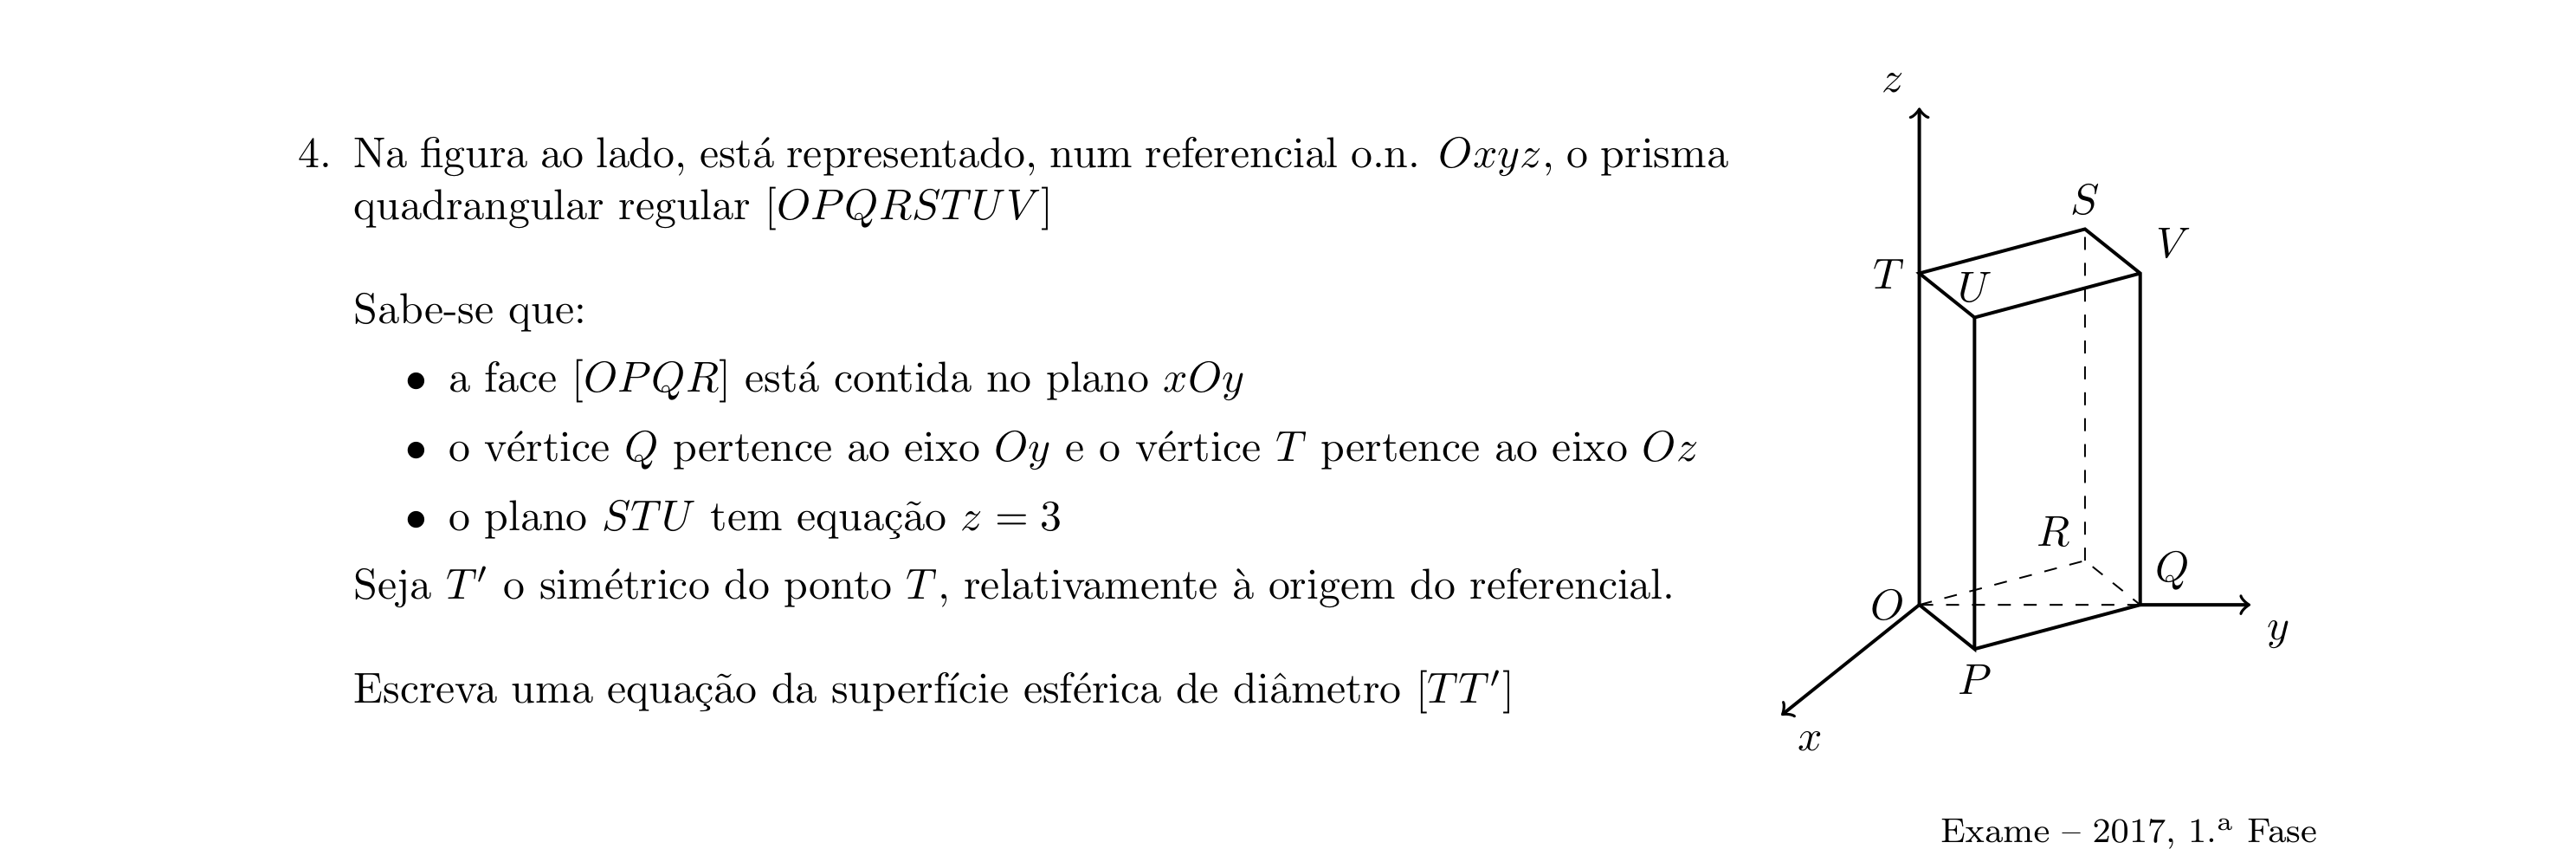 4. Na figura ao lado, está representado, num referencial o.n. Oxyz, o prisma
quadrangular regular [OPQRSTUV]
Sabe-se que:
• a face [OPQR] está contida no plano xOy
• o vértice Q pertence ao eixo Oy e o vértice T pertence ao eixo Oz
• o plano STU tem equação z = 3
Seja T′ o simétrico do ponto T, relativamente à origem do referencial.
Escreva uma equação da superfície esférica de diâmetro [TT′]
z
S
V
T
U
R
Q
O
y
P
x
Exame – 2017, 1.ª Fase